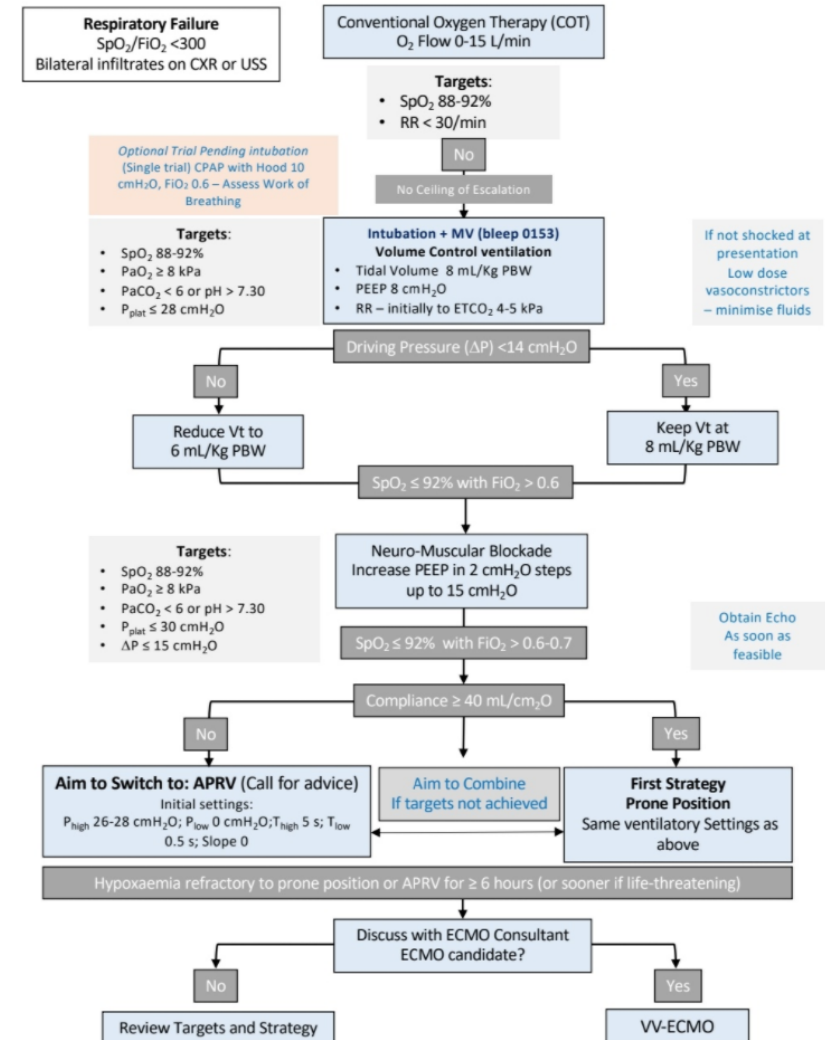 Respiratory Failure
SpO₂/FiO₂ <300
Bilateral infiltrates on CXR or USS
Conventional Oxygen Therapy (COT)
O₂ Flow 0-15 L/min
Targets:
• SpO₂ 88-92%
• RR < 30/min
No
No Ceiling of Escalation
Optional Trial Pending intubation
(Single trial) CPAP with Hood 10
cmH₂O, FiO₂ 0.6 – Assess Work of
Breathing
Targets:
• SpO₂ 88-92%
• PaO₂ ≥ 8 kPa
• PaCO₂ < 6 or pH > 7.30
• Pplat ≤ 28 cmH₂O
Intubation + MV (bleep 0153)
Volume Control ventilation
• Tidal Volume 8 mL/Kg PBW
• PEEP 8 cmH₂O
• RR – initially to ETCO₂ 4-5 kPa
If not shocked at
presentation
Low dose
vasoconstrictors
– minimise fluids
Driving Pressure (ΔP) <14 cmH₂O
No
Yes
Reduce Vt to
6 mL/Kg PBW
Keep Vt at
8 mL/Kg PBW
SpO₂ ≤ 92% with FiO₂ > 0.6
Targets:
• SpO₂ 88-92%
• PaO₂ ≥ 8 kPa
• PaCO₂ < 6 or pH > 7.30
• Pplat ≤ 30 cmH₂O
• ΔP ≤ 15 cmH₂O
Neuro-Muscular Blockade
Increase PEEP in 2 cmH₂O steps
up to 15 cmH₂O
Obtain Echo
As soon as
feasible
SpO₂ ≤ 92% with FiO₂ > 0.6-0.7
Compliance ≥ 40 mL/cm₂O
No
Yes
Aim to Switch to: APRV (Call for advice)
Initial settings:
Phigh 26-28 cmH₂O; Plow 0 cmH₂O;Thigh 5 s; Tlow
0.5 s; Slope 0
Aim to Combine
If targets not achieved
First Strategy
Prone Position
Same ventilatory Settings as
above
Hypoxaemia refractory to prone position or APRV for ≥ 6 hours (or sooner if life-threatening)
Discuss with ECMO Consultant
ECMO candidate?
No
Yes
Review Targets and Strategy
VV-ECMO